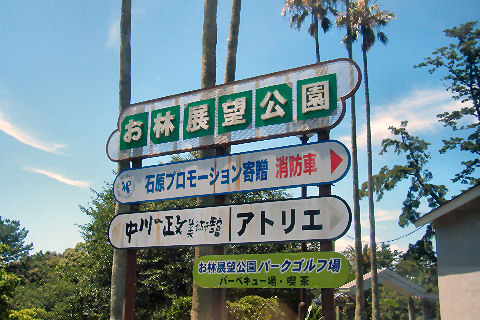 お林展望公園
石原プロモーション寄贈 消防車
中川一政美術館 アトリエ
お林展望公園パークゴルフ場
バーベキュー場・喫茶